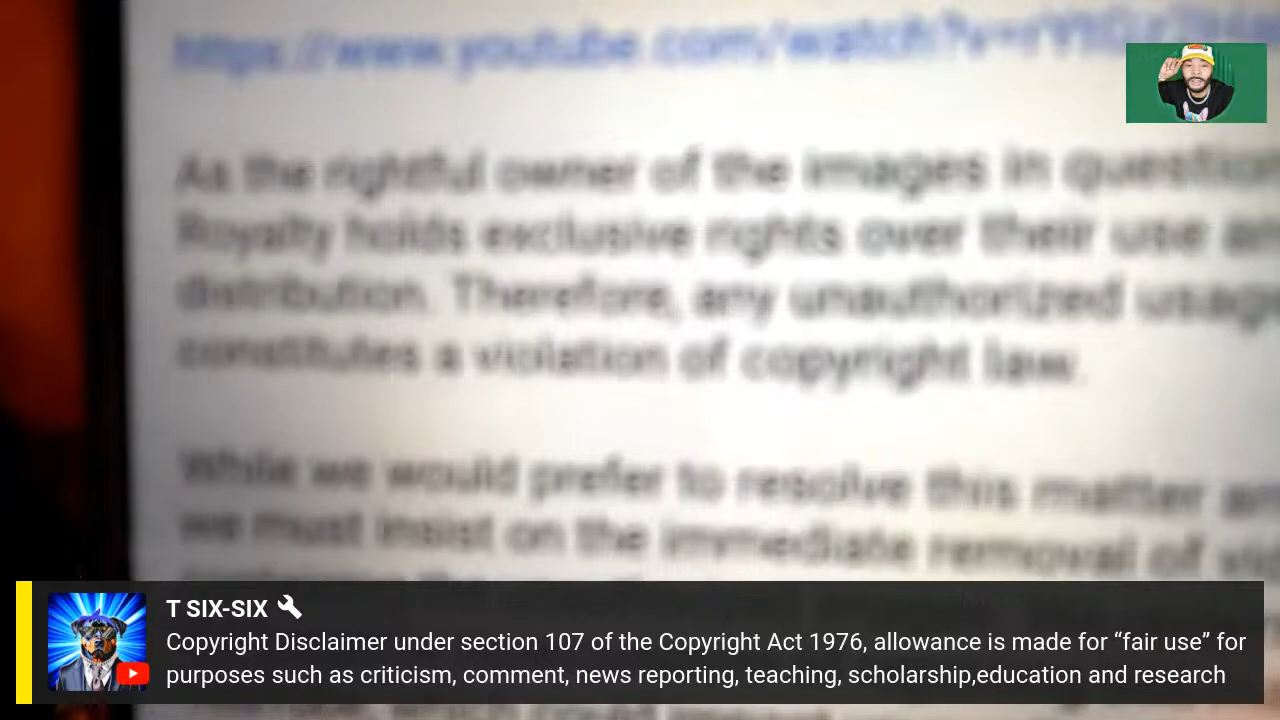 https://www.youtube.com/watch?v=
As the rightful owner of the images in question
Royalty holds exclusive rights over their use
distribution. Therefore, any unauthorized usage
constitutes a violation of copyright law.
While we would prefer to resolve this matter
we must insist on the immediate removal of
T SIX-SIX
Copyright Disclaimer under section 107 of the Copyright Act 1976, allowance is made for “fair use” for
purposes such as criticism, comment, news reporting, teaching, scholarship,education and research